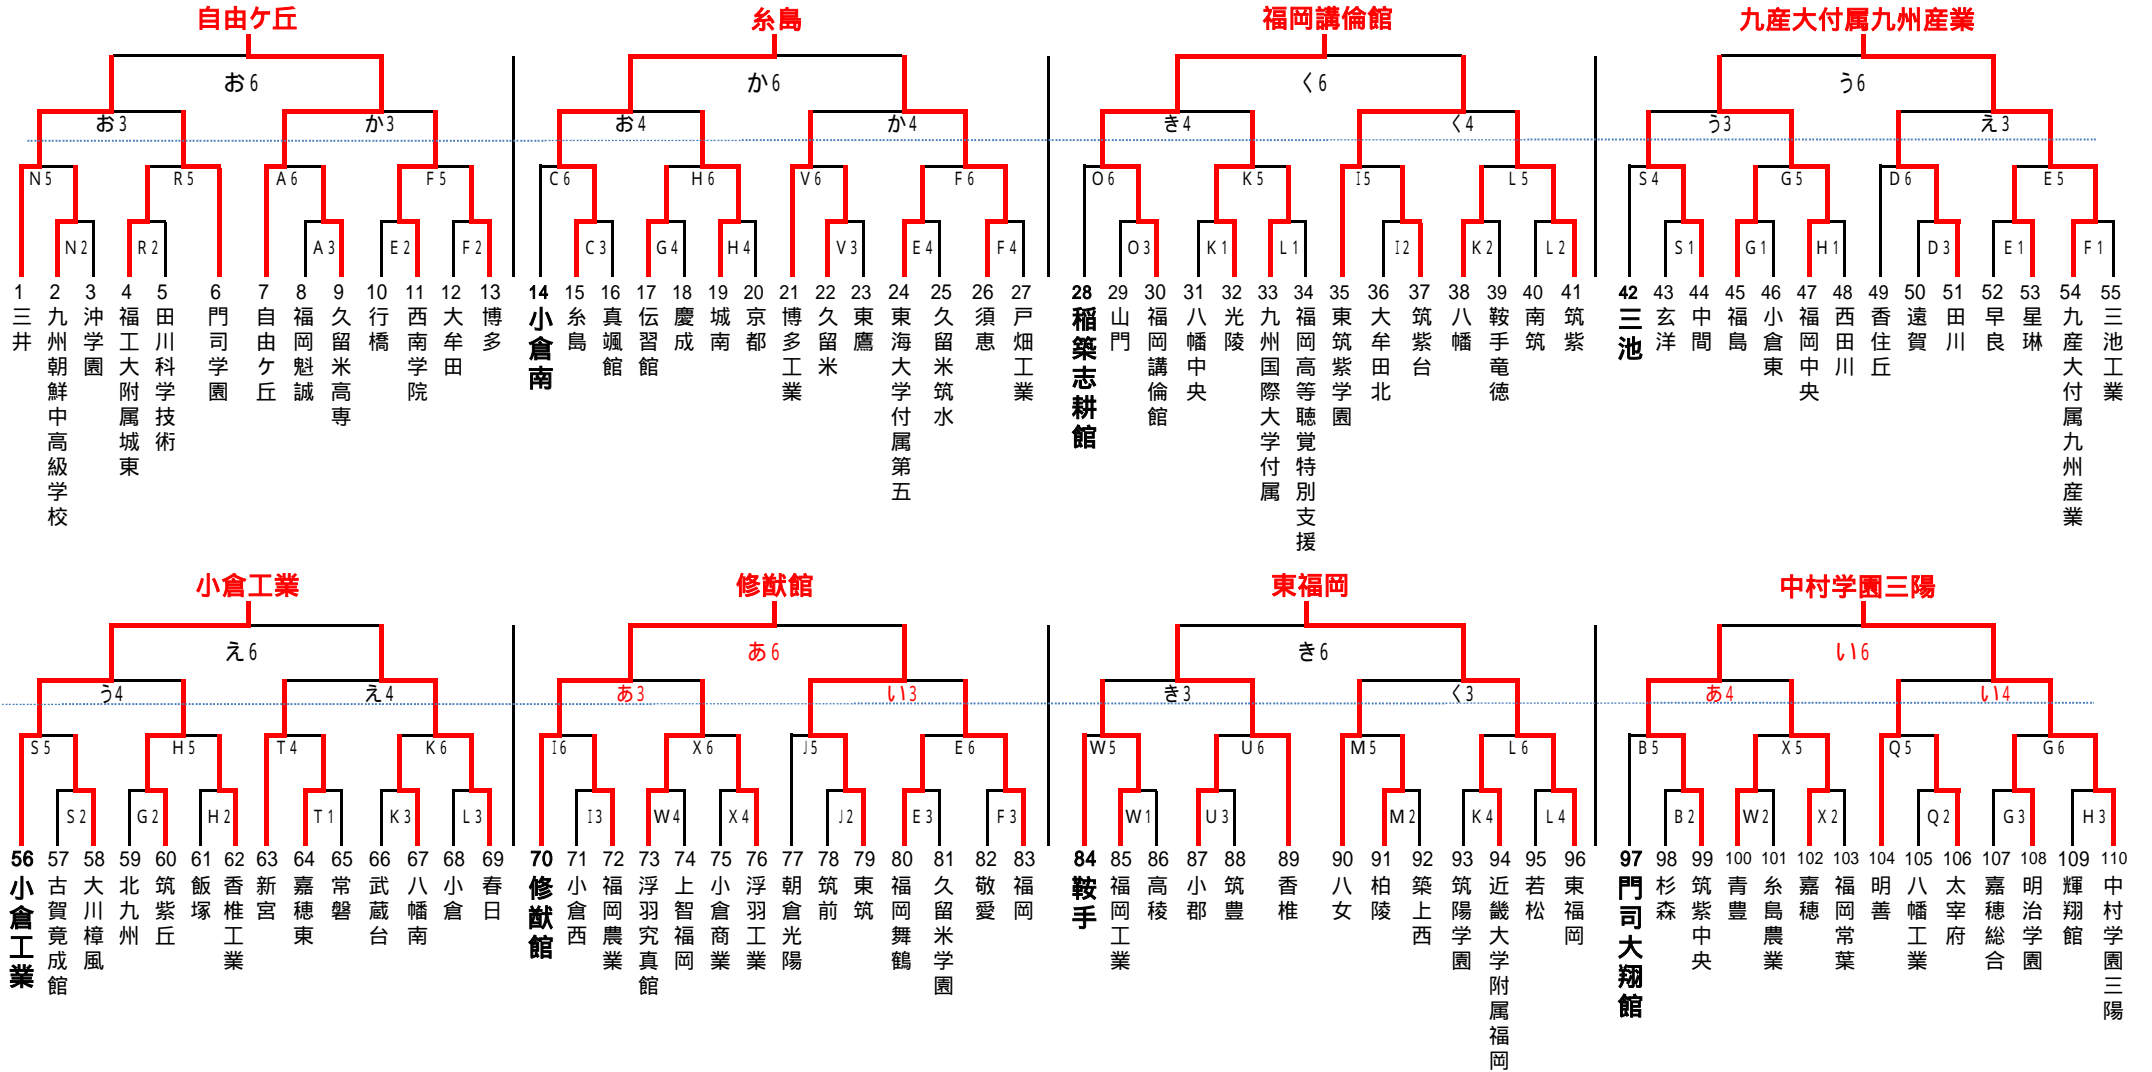 自由ケ丘 糸島 福岡講倫館 九産大付属九州産業
お6 か6 く6 う6
お3 か3 お4 か4 き4 く4 う3 え3
N5 R5 A6 F5 C6 H6 V6 F6 O6 K5 I5 L5 S4 G5 D6 E5
N2 R2 A3 E2 F2 C3 G4 H4 V3 E4 F4 O3 K1 L1 I2 K2 L2 S1 G1 H1 D3 E1 F1
1 三井
2 九州朝鮮中高級学校
3 沖学園
4 福工大附属城東
5 田川科学技術
6 門司学園
7 自由ケ丘
8 福岡魁誠
9 久留米高専
10 行橋
11 西南学院
12 大牟田
13 博多
14 小倉南
15 糸島
16 真颯館
17 伝習館
18 慶成
19 城南
20 京都
21 博多工業
22 久留米
23 東鷹
24 東海大学付属第五
25 久留米筑水
26 須恵
27 戸畑工業
28 稲築志耕館
29 山門
30 福岡講倫館
31 八幡中央
32 光陵
33 九州国際大学付属
34 福岡高等聴覚特別支援
35 東筑紫学園
36 大牟田北
37 筑紫台
38 八幡
39 鞍手竜徳
40 南筑
41 筑紫
42 三池
43 玄洋
44 中間
45 福島
46 小倉東
47 福岡中央
48 西田川
49 香住丘
50 遠賀
51 田川
52 早良
53 星琳
54 九産大付属九州産業
55 三池工業
小倉工業 修猷館 東福岡 中村学園三陽
え6 あ6 き6 い6
う4 え4 あ3 い3 き3 く3 あ4 い4
S5 H5 T4 K6 I6 X6 J5 E6 W5 U6 M5 L6 B5 X5 Q5 G6
S2 G2 H2 T1 K3 L3 I3 W4 X4 J2 E3 F3 W1 U3 M2 K4 L4 B2 W2 X2 Q2 G3 H3
56 小倉工業
57 古賀竟成館
58 大川樟風
59 北九州
60 筑紫丘
61 飯塚
62 香椎工業
63 新宮
64 嘉穂東
65 常磐
66 武蔵台
67 八幡南
68 小倉
69 春日
70 修猷館
71 小倉西
72 福岡農業
73 浮羽究真館
74 上智福岡
75 小倉商業
76 浮羽工業
77 朝倉光陽
78 筑前
79 東筑
80 福岡舞鶴
81 久留米学園
82 敬愛
83 福岡
84 鞍手
85 福岡工業
86 高稜
87 小郡
88 筑豊
89 香椎
90 八女
91 柏陵
92 築上西
93 筑陽学園
94 近畿大学附属福岡
95 若松
96 東福岡
97 門司大翔館
98 杉森
99 筑紫中央
100 青豊
101 糸島農業
102 嘉穂
103 福岡常葉
104 明善
105 八幡工業
106 太宰府
107 嘉穂総合
108 明治学園
109 輝翔館
110 中村学園三陽